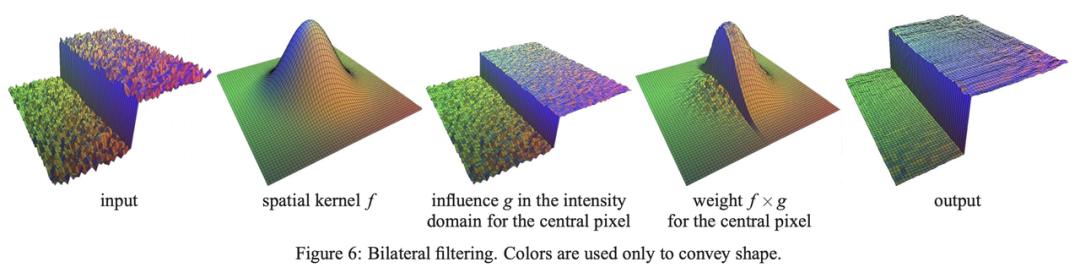 input
spatial kernel f
influence g in the intensity
domain for the central pixel
weight f × g
for the central pixel
output
Figure 6: Bilateral filtering. Colors are used only to convey shape.